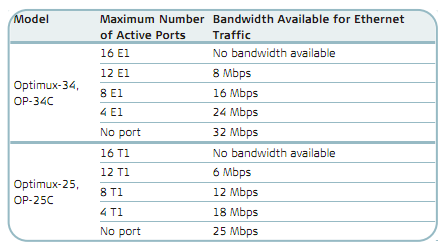 Model Maximum Number Bandwidth Available for Ethernet
of Active Ports Traffic
16 E1 No bandwidth available
12 E1 8 Mbps
Optimux-34, 8 E1 16 Mbps
OP-34C
4 E1 24 Mbps
No port 32 Mbps
16 T1 No bandwidth available
12 T1 6 Mbps
Optimux-25, 8 T1 12 Mbps
OP-25C
4 T1 18 Mbps
No port 25 Mbps